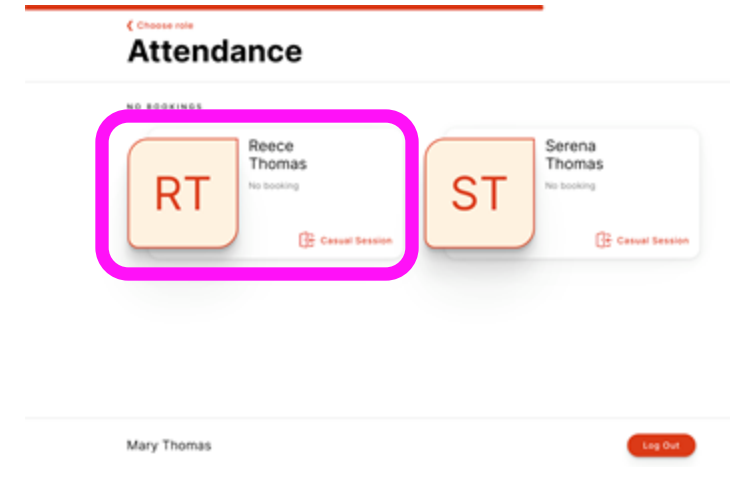 ❮ Choose role
Attendance
NO BOOKINGS
RT
Reece
Thomas
No booking
Casual Session
ST
Serena
Thomas
No booking
Casual Session
Mary Thomas
Log Out